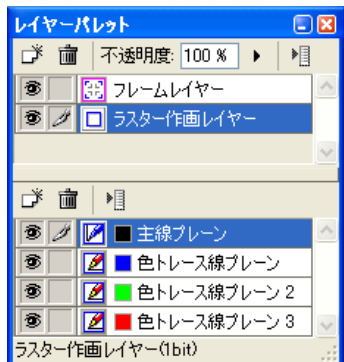 レイヤーパレット
不透明度: 100 %
フレームレイヤー
ラスター作画レイヤー
主線プレーン
色トレース線プレーン
色トレース線プレーン 2
色トレース線プレーン 3
ラスター作画レイヤー(1bit)